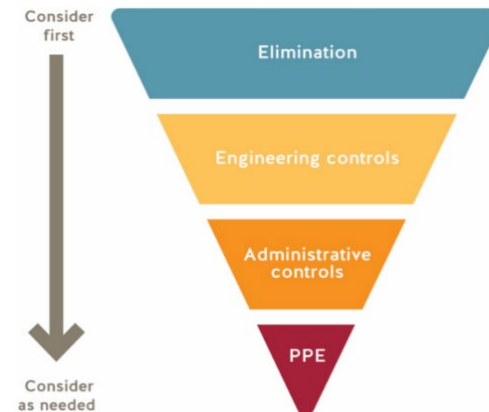 Consider
first
Elimination
Engineering controls
Administrative
controls
PPE
Consider
as needed